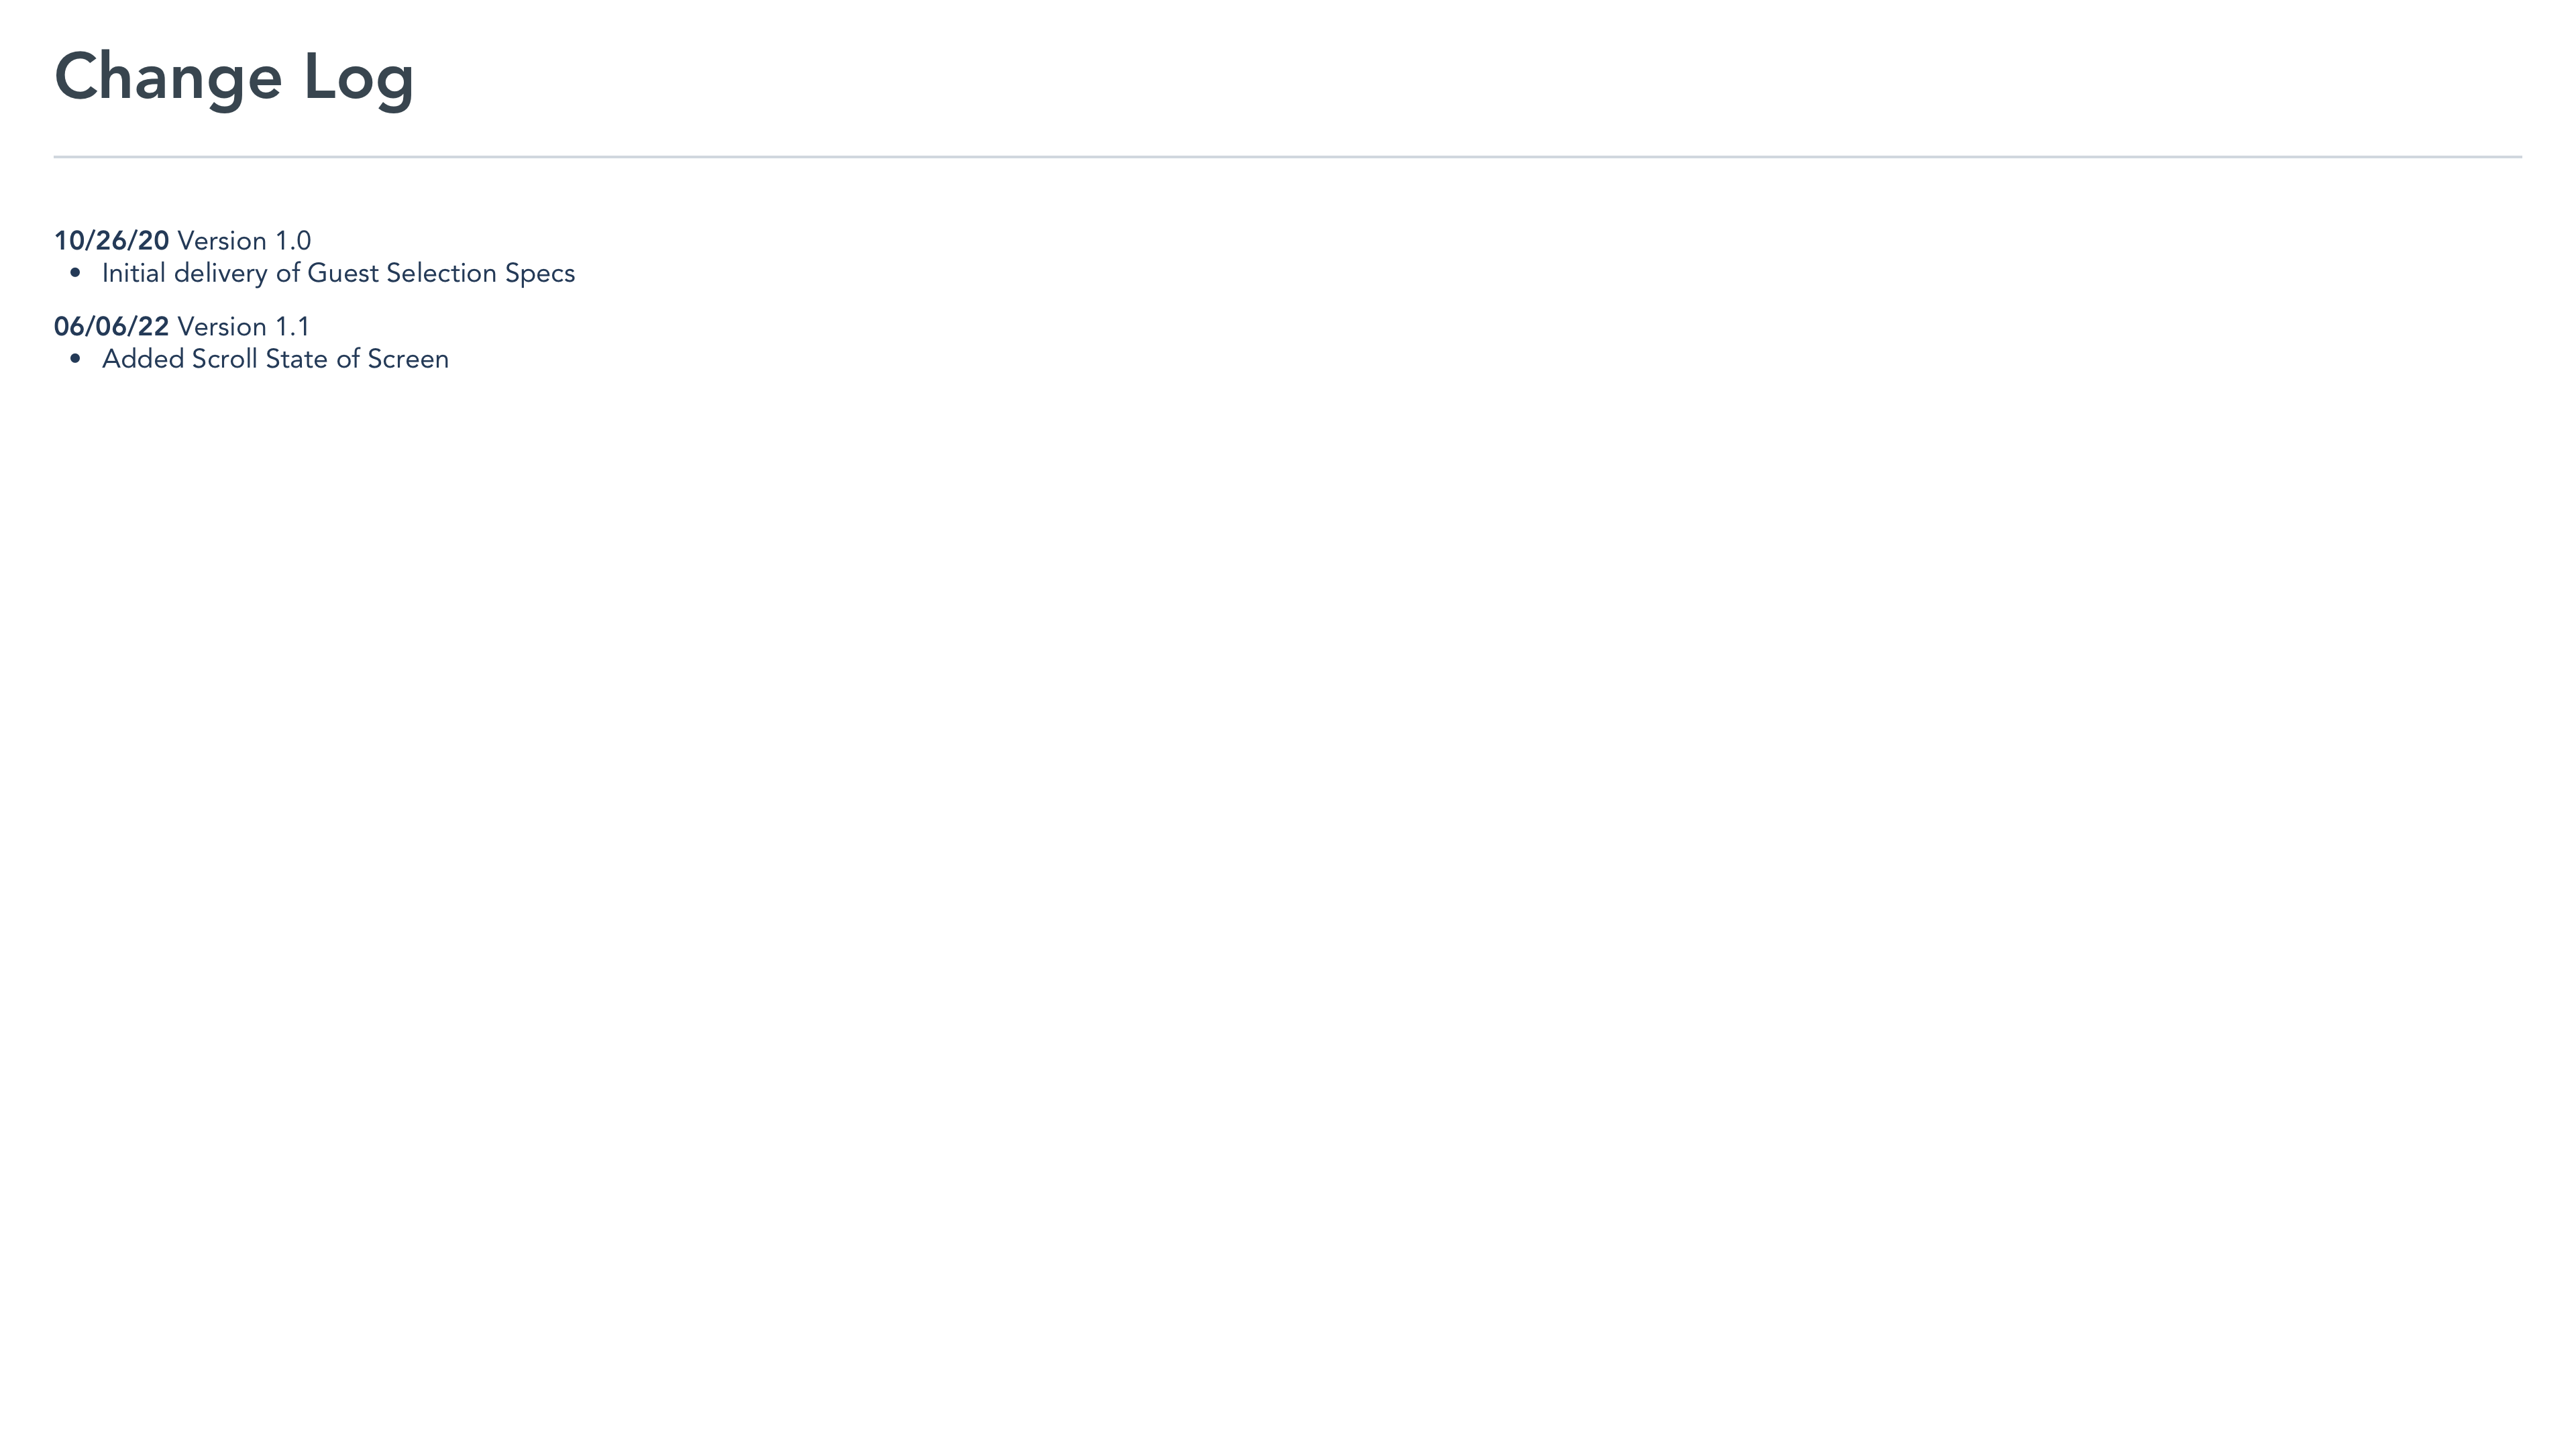 Change Log
10/26/20 Version 1.0
• Initial delivery of Guest Selection Specs
06/06/22 Version 1.1
• Added Scroll State of Screen